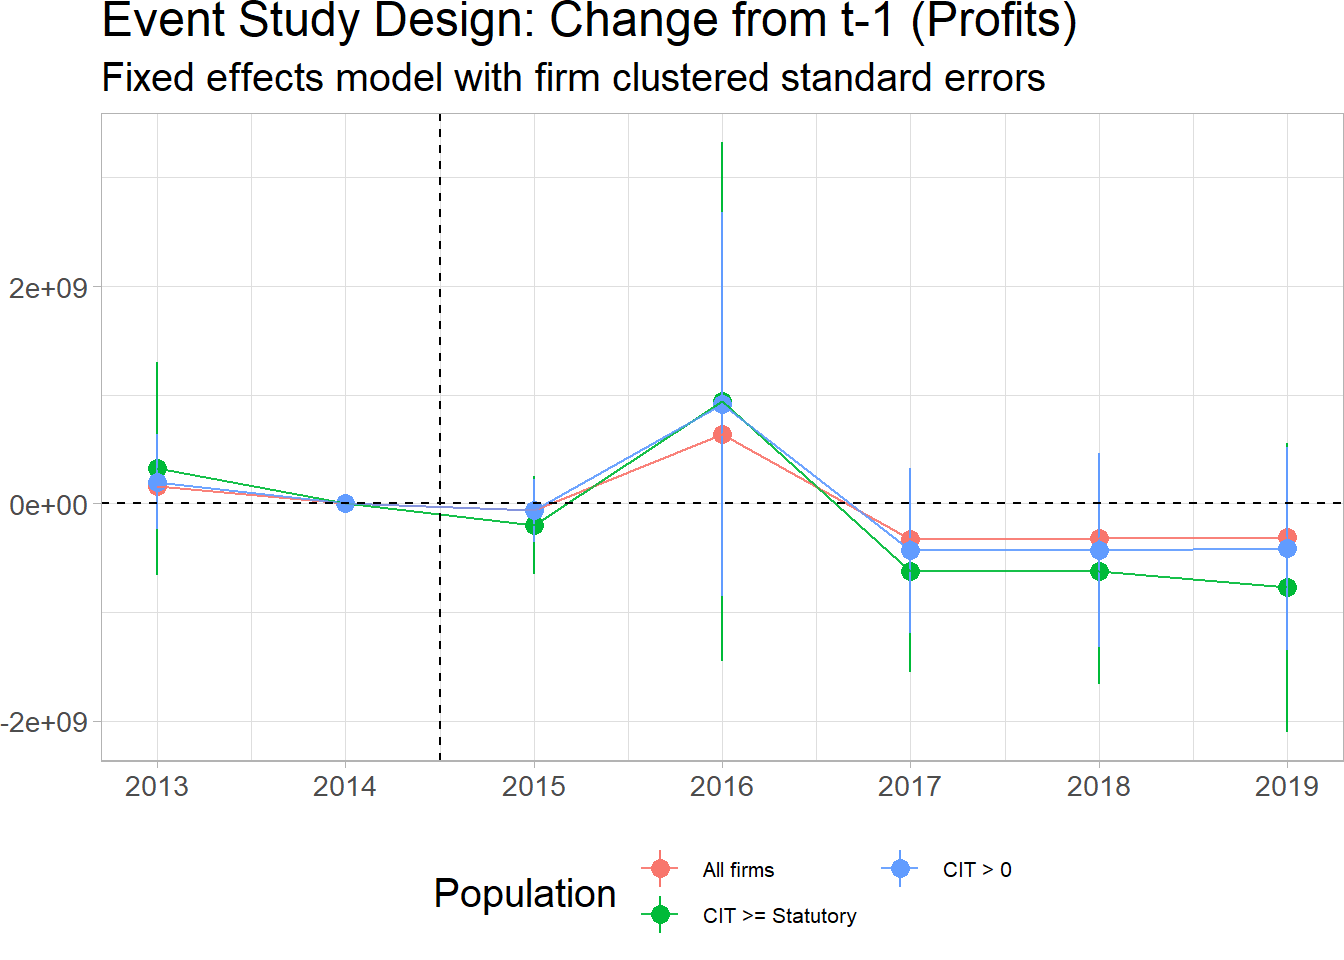 Event Study Design: Change from t-1 (Profits)
Fixed effects model with firm clustered standard errors
2e+09
0e+00
-2e+09
2013 2014 2015 2016 2017 2018 2019
Population
All firms
CIT >= Statutory
CIT > 0